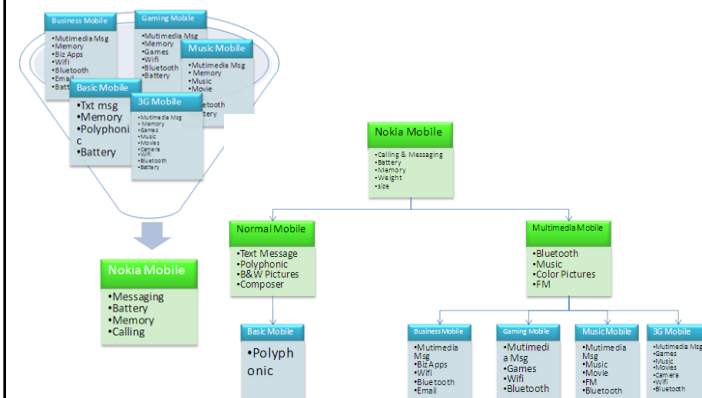 Business Mobile
•Mutimedia Msg
•Memory
•Biz Apps
•Wifi
•Bluetooth
Gaming Mobile
•Mutimedia Msg
•Memory
•Games
•Wifi
•Bluetooth
•Battery
Music Mobile
•Mutimedia Msg
•Memory
•Music
•Movie
Basic Mobile
•Txt msg
•Memory
•Polyphoni
c
•Battery
3G Mobile
•Mutimedia Msg
•Memory
•Games
•Music
•Movies
•Camera
•Wifi
•Bluetooth
•Battery
Nokia Mobile
•Messaging
•Battery
•Memory
•Calling
Nokia Mobile
•Calling & Messaging
•Battery
•Memory
•Weight
•size
Normal Mobile
•Text Message
•Polyphonic
•B&W Pictures
•Composer
Multimedia Mobile
•Bluetooth
•Music
•Color Pictures
•FM
Basic Mobile
•Polyph
onic
Business Mobile
•Mutimedia
Msg
•Biz Apps
•Wifi
•Bluetooth
•Email
Gaming Mobile
•Mutimedi
a Msg
•Games
•Wifi
•Bluetooth
Music Mobile
•Mutimedia
Msg
•Music
•Movie
•FM
•Bluetooth
3G Mobile
•Mutimedia Msg
•Games
•Music
•Movies
•Camera
•Wifi
•Bluetooth